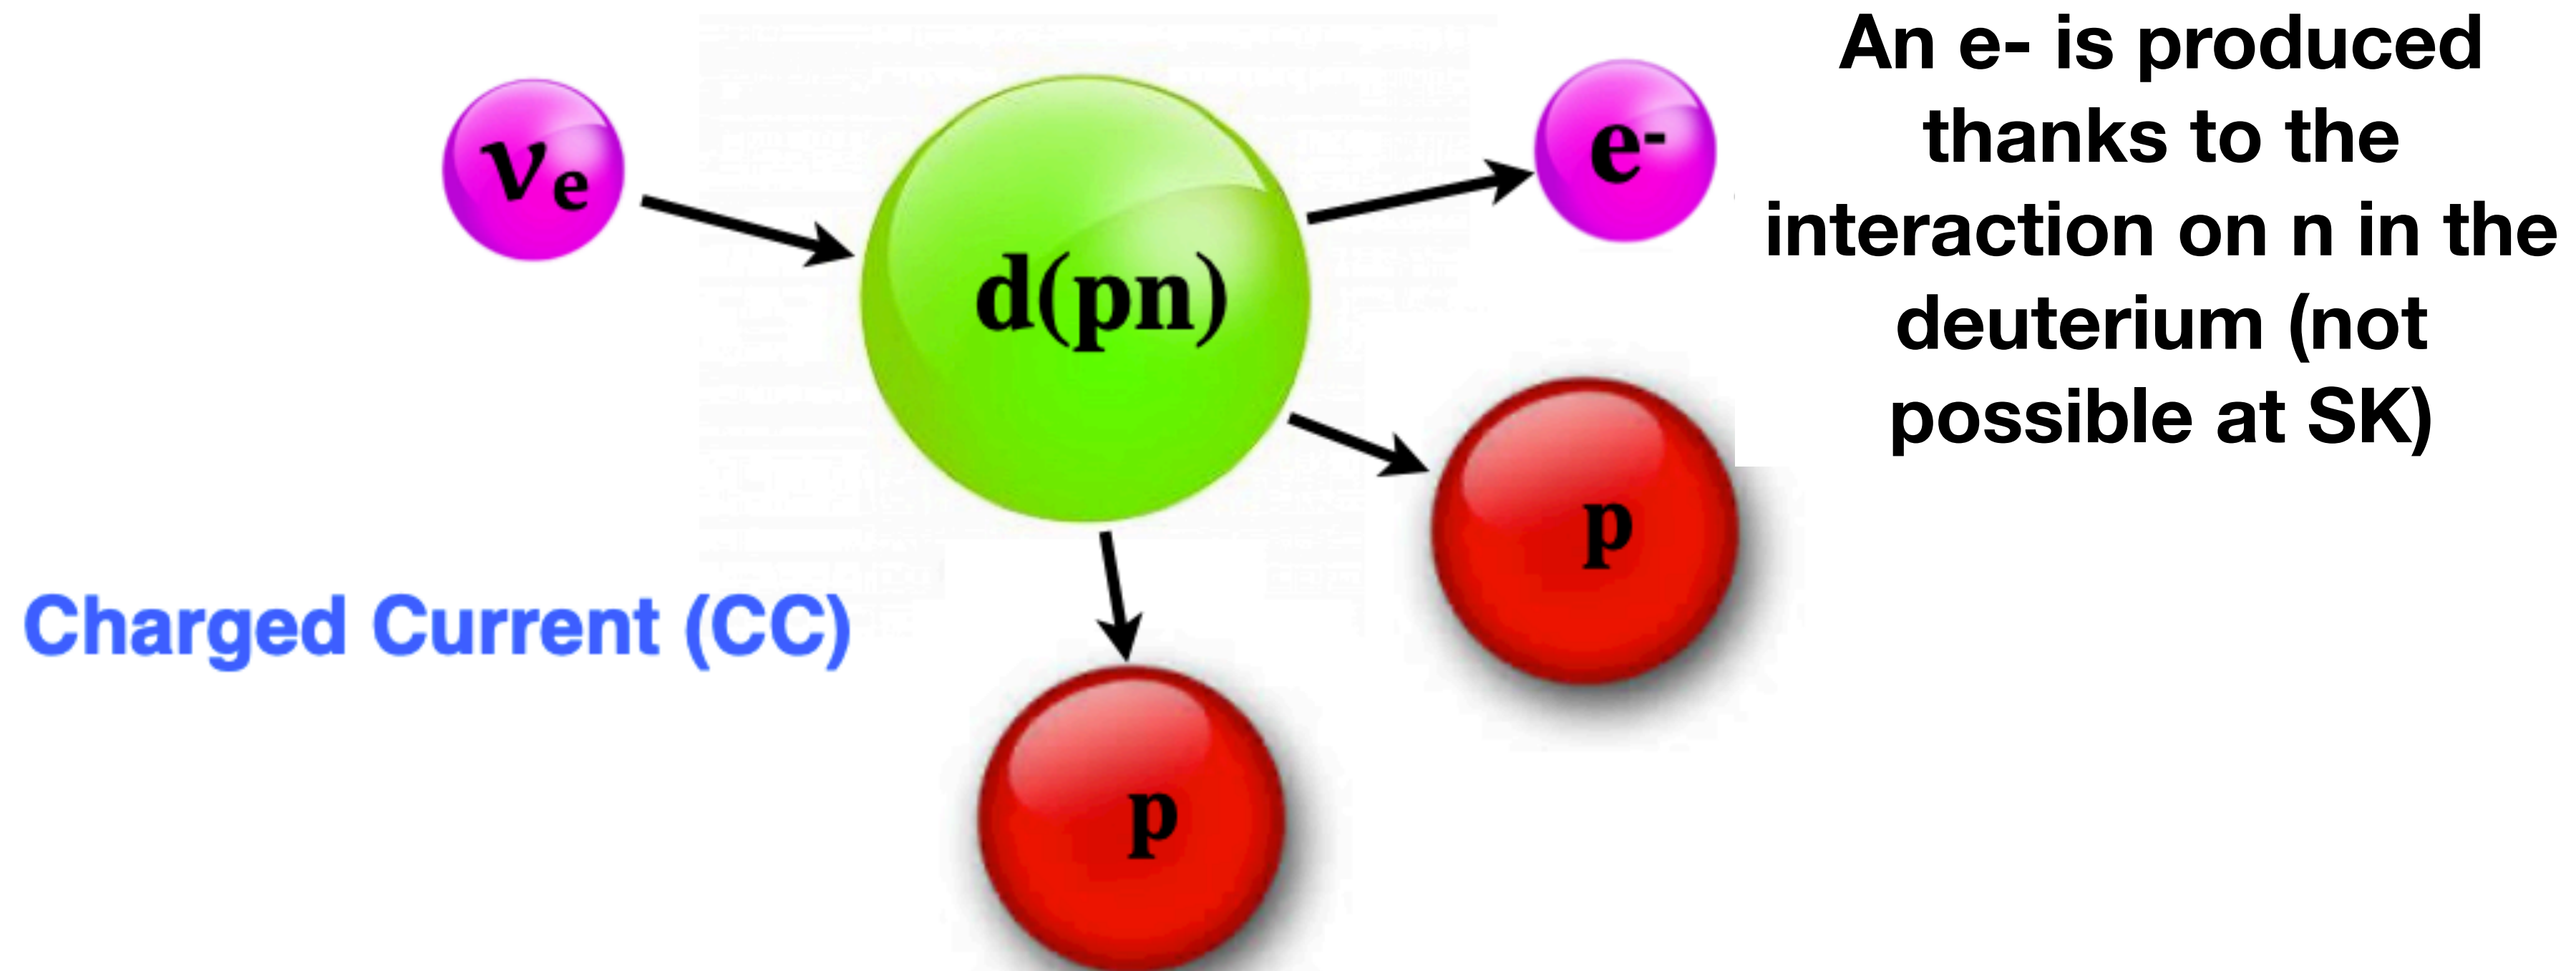 An e- is produced
thanks to the
interaction on n in the
deuterium (not
possible at SK)
νe
d(pn)
e-
p
Charged Current (CC)
p